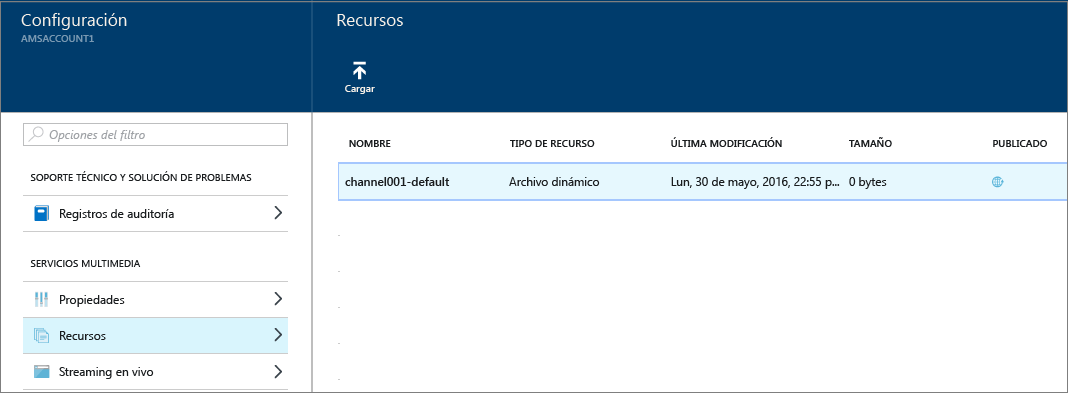 Configuración
AMSACCOUNT1
Opciones del filtro
SOPORTE TÉCNICO Y SOLUCIÓN DE PROBLEMAS
Registros de auditoría
SERVICIOS MULTIMEDIA
Propiedades
Recursos
Streaming en vivo
Recursos
Cargar
NOMBRE TIPO DE RECURSO ÚLTIMA MODIFICACIÓN TAMAÑO PUBLICADO
channel001-default Archivo dinámico Lun, 30 de mayo, 2016, 22:55 p... 0 bytes